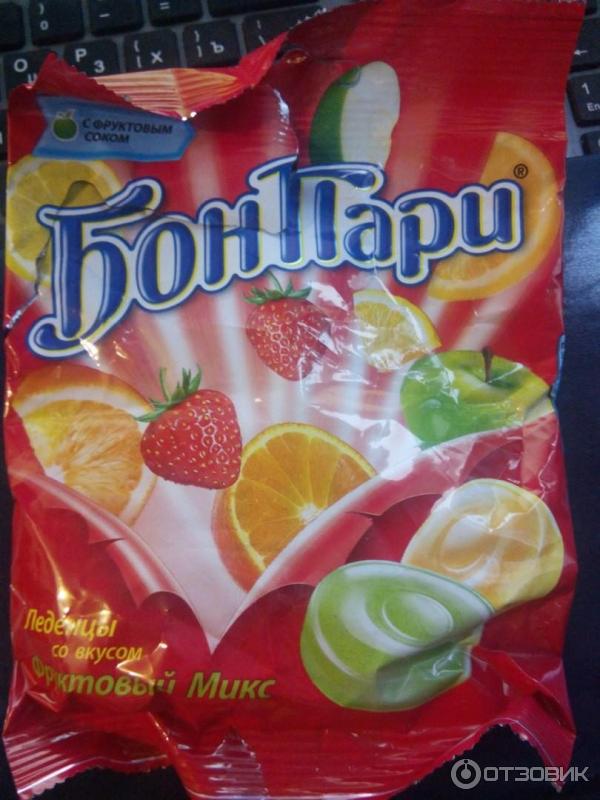 С ФРУКТОВЫМ
СОКОМ
БонПари®
Леденцы
со вкусом
Фруктовый Микс
ОТЗОВИК